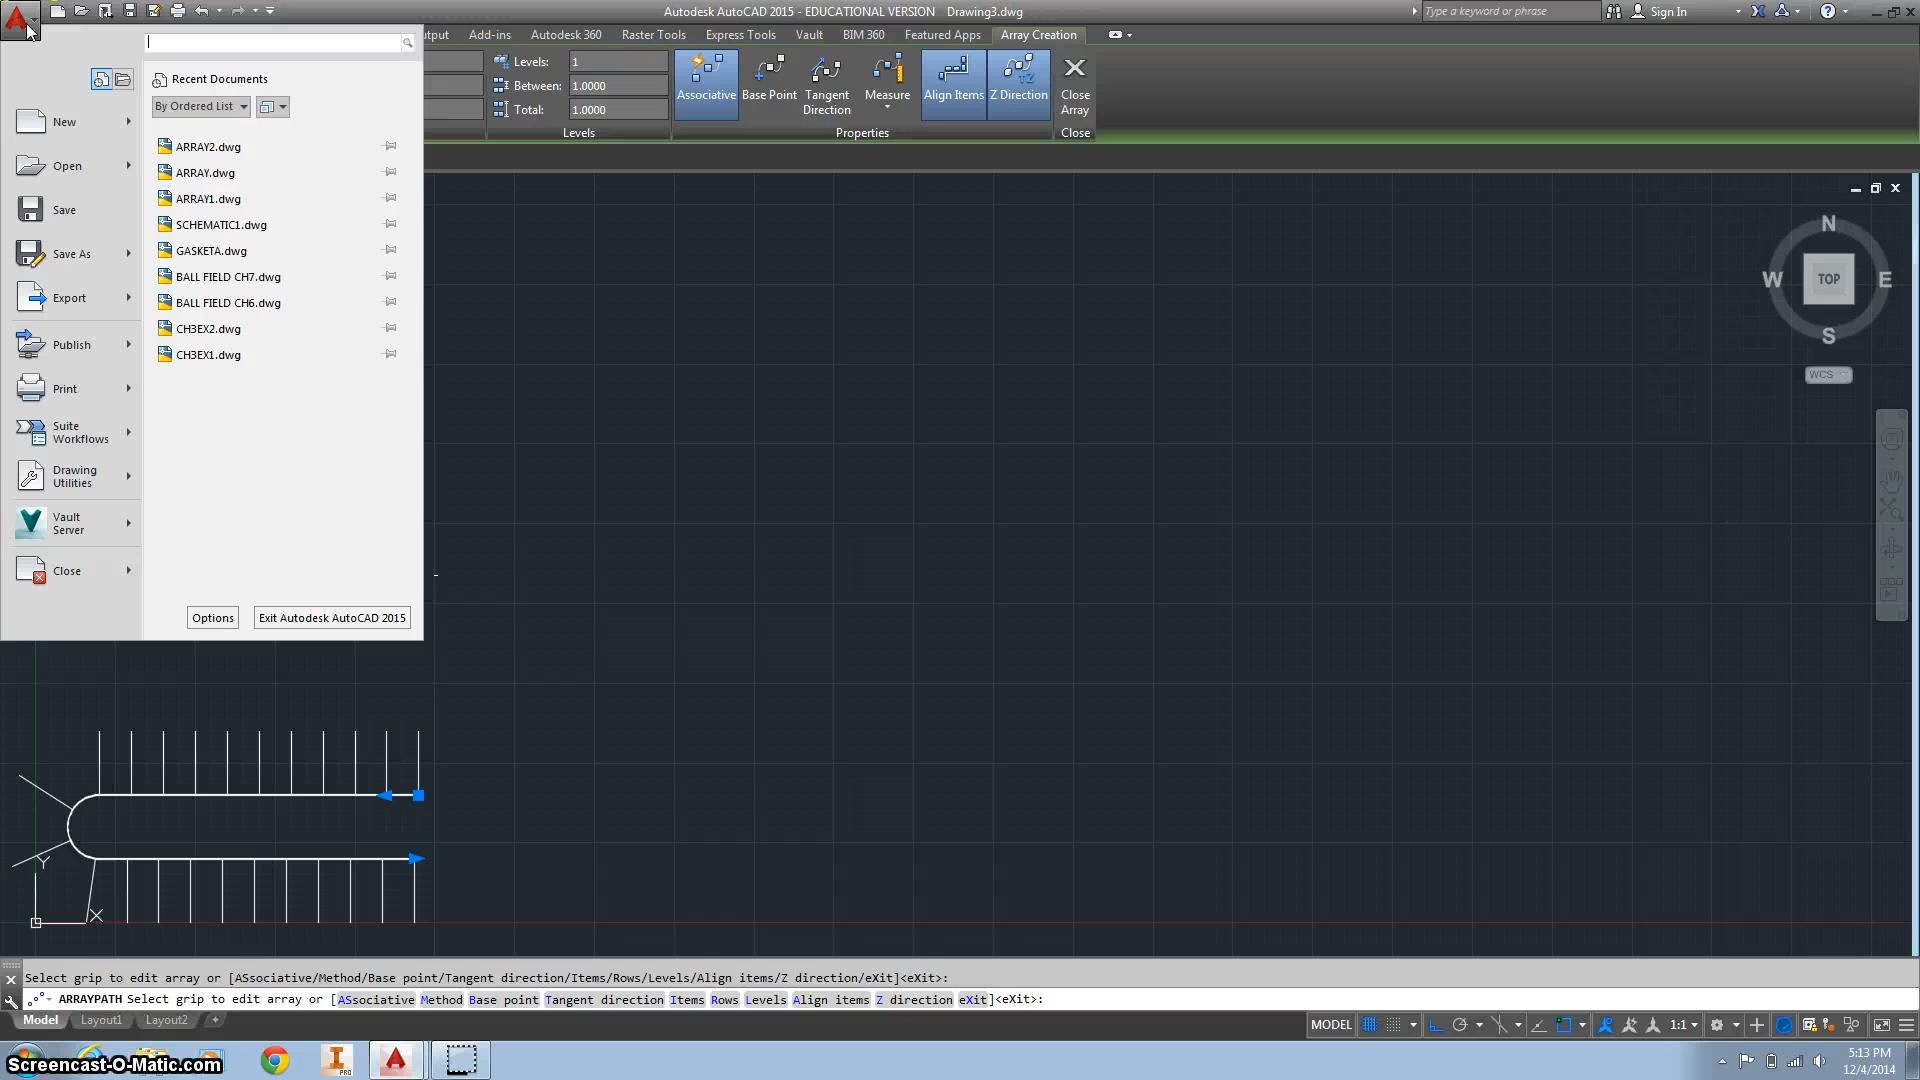 Autodesk AutoCAD 2015 - EDUCATIONAL VERSION Drawing3.dwg
Type a keyword or phrase
Sign In
Add-ins Autodesk 360 Raster Tools Express Tools Vault BIM 360 Featured Apps Array Creation
Levels: 1
Between: 1.0000
Total: 1.0000
Levels
Associative
Base Point
Tangent
Direction
Measure
Align Items
Z Direction
Close
Array
Properties
Close
Recent Documents
By Ordered List
New
Open
Save
Save As
Export
Publish
Print
Suite
Workflows
Drawing
Utilities
Vault
Server
Close
ARRAY2.dwg
ARRAY.dwg
ARRAY1.dwg
SCHEMATIC1.dwg
GASKETA.dwg
BALL FIELD CH7.dwg
BALL FIELD CH6.dwg
CH3EX2.dwg
CH3EX1.dwg
Options
Exit Autodesk AutoCAD 2015
N
W
TOP
E
S
WCS
Y
X
Select grip to edit array or [ASsociative/Method/Base point/Tangent direction/Items/Rows/Levels/Align items/Z direction/eXit]<eXit>:
ARRAYPATH Select grip to edit array or [ASsociative Method Base point Tangent direction Items Rows Levels Align items Z direction eXit]<eXit>:
Model Layout1 Layout2 +
MODEL
1:1
PRO
Screencast-O-Matic.com
5:13 PM
12/4/2014